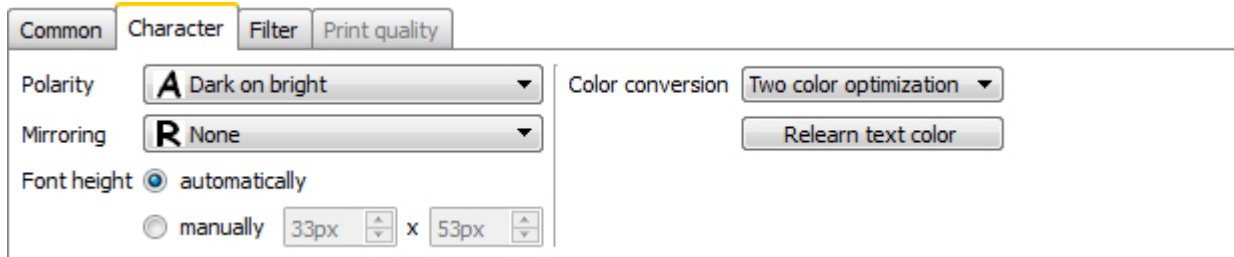 Common Character Filter Print quality
Polarity A Dark on bright Color conversion Two color optimization
Mirroring R None Relearn text color
Font height automatically
manually 33px x 53px